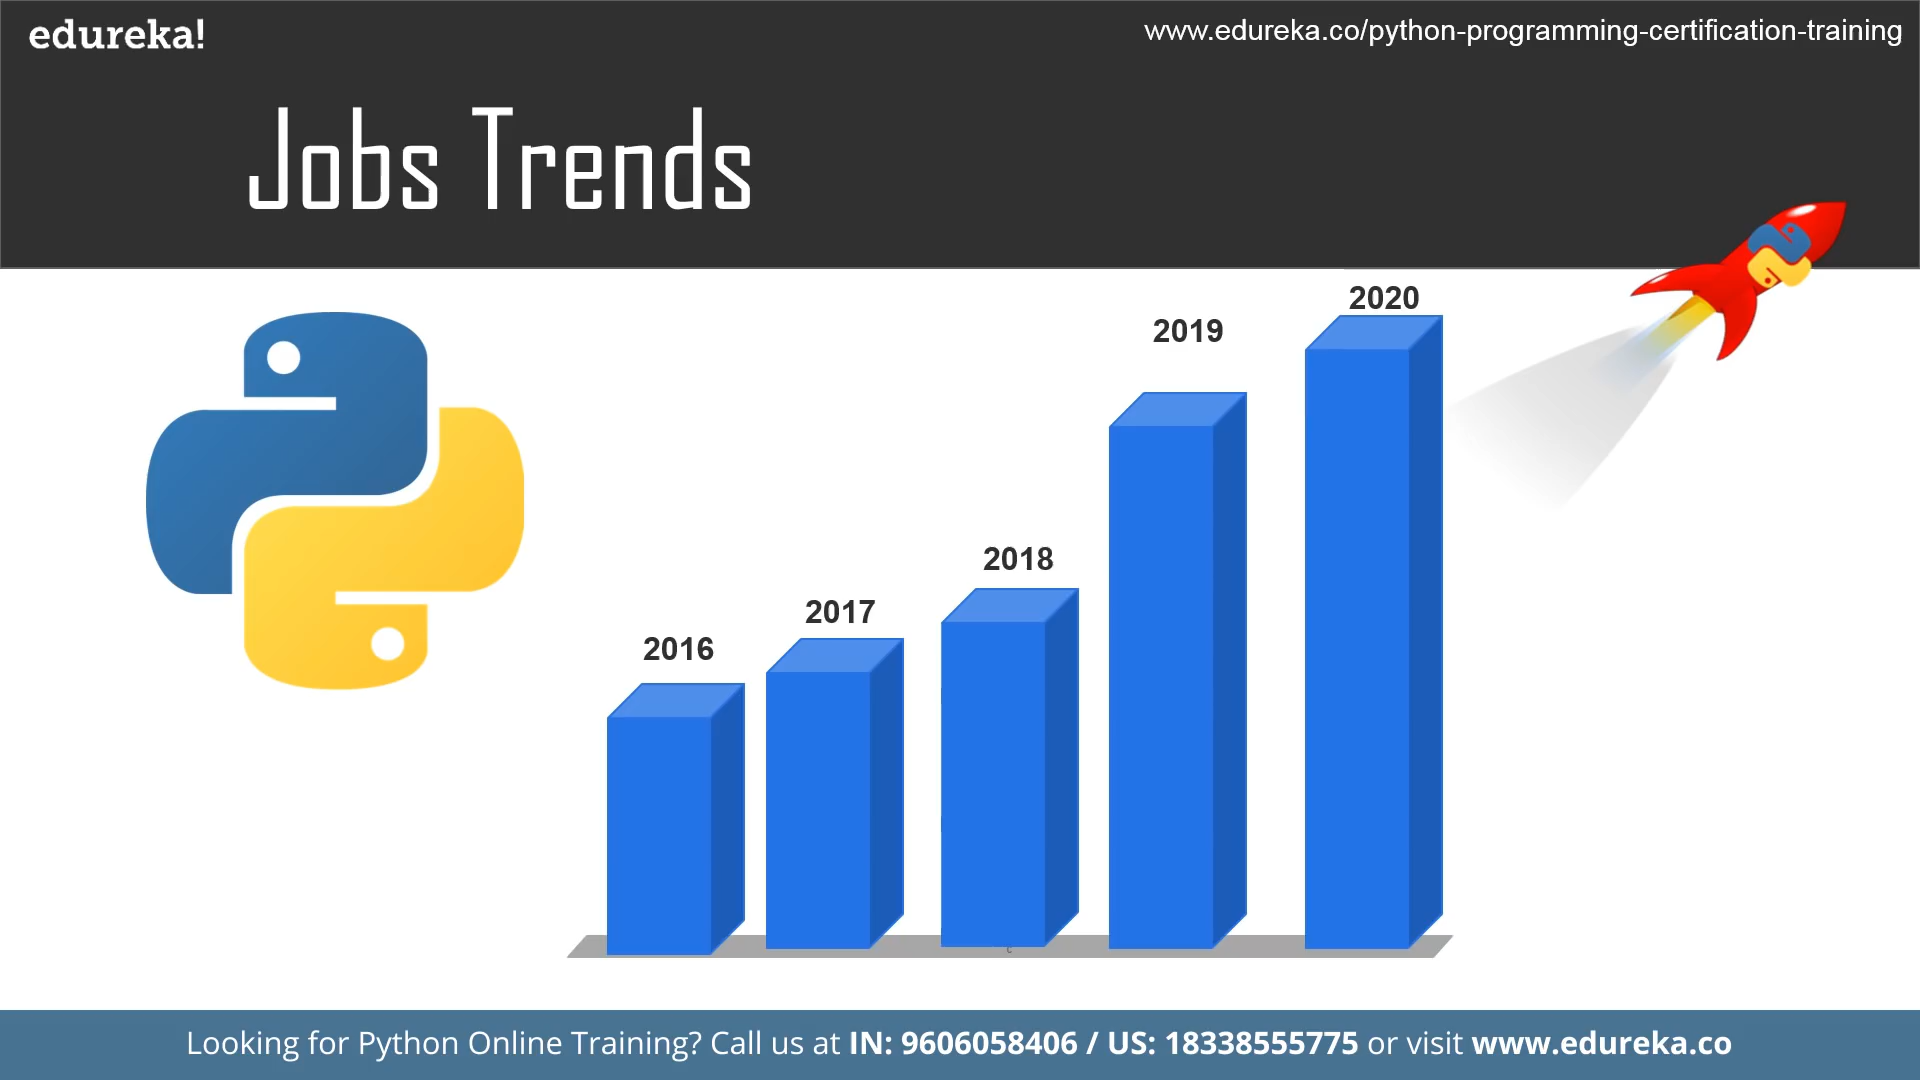 edureka!
www.edureka.co/python-programming-certification-training
Jobs Trends
2016
2017
2018
2019
2020
c
Looking for Python Online Training? Call us at IN: 9606058406 / US: 18338555775 or visit www.edureka.co